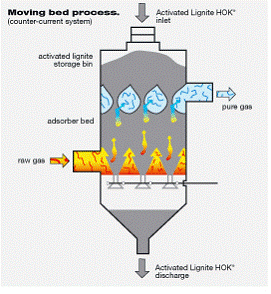 Moving bed process.
(counter-current system)
Activated Lignite HOK®
inlet
activated lignite
storage bin
pure gas
adsorber bed
raw gas
Activated Lignite HOK®
discharge